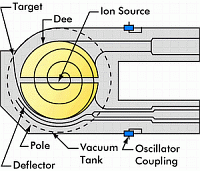 Target
Dee
Ion Source
Pole
Deflector
Vacuum
Tank
Oscillator
Coupling